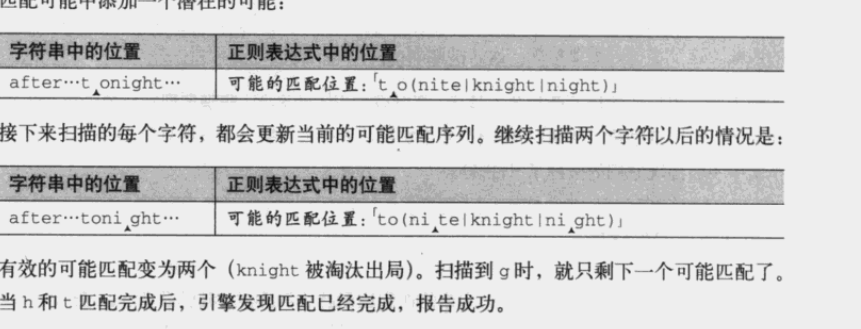 匹配可能中添加一个潜在的可能：
字符串中的位置 正则表达式中的位置
after…t‸onight… 可能的匹配位置：「t‸o(nite|knight|night)」
接下来扫描的每个字符，都会更新当前的可能匹配序列。继续扫描两个字符以后的情况是：
字符串中的位置 正则表达式中的位置
after…toni‸ght… 可能的匹配位置：「to(ni‸te|knight|ni‸ght)」
有效的可能匹配变为两个（knight 被淘汰出局）。扫描到 g 时，就只剩下一个可能匹配了。
当 h 和 t 匹配完成后，引擎发现匹配已经完成，报告成功。